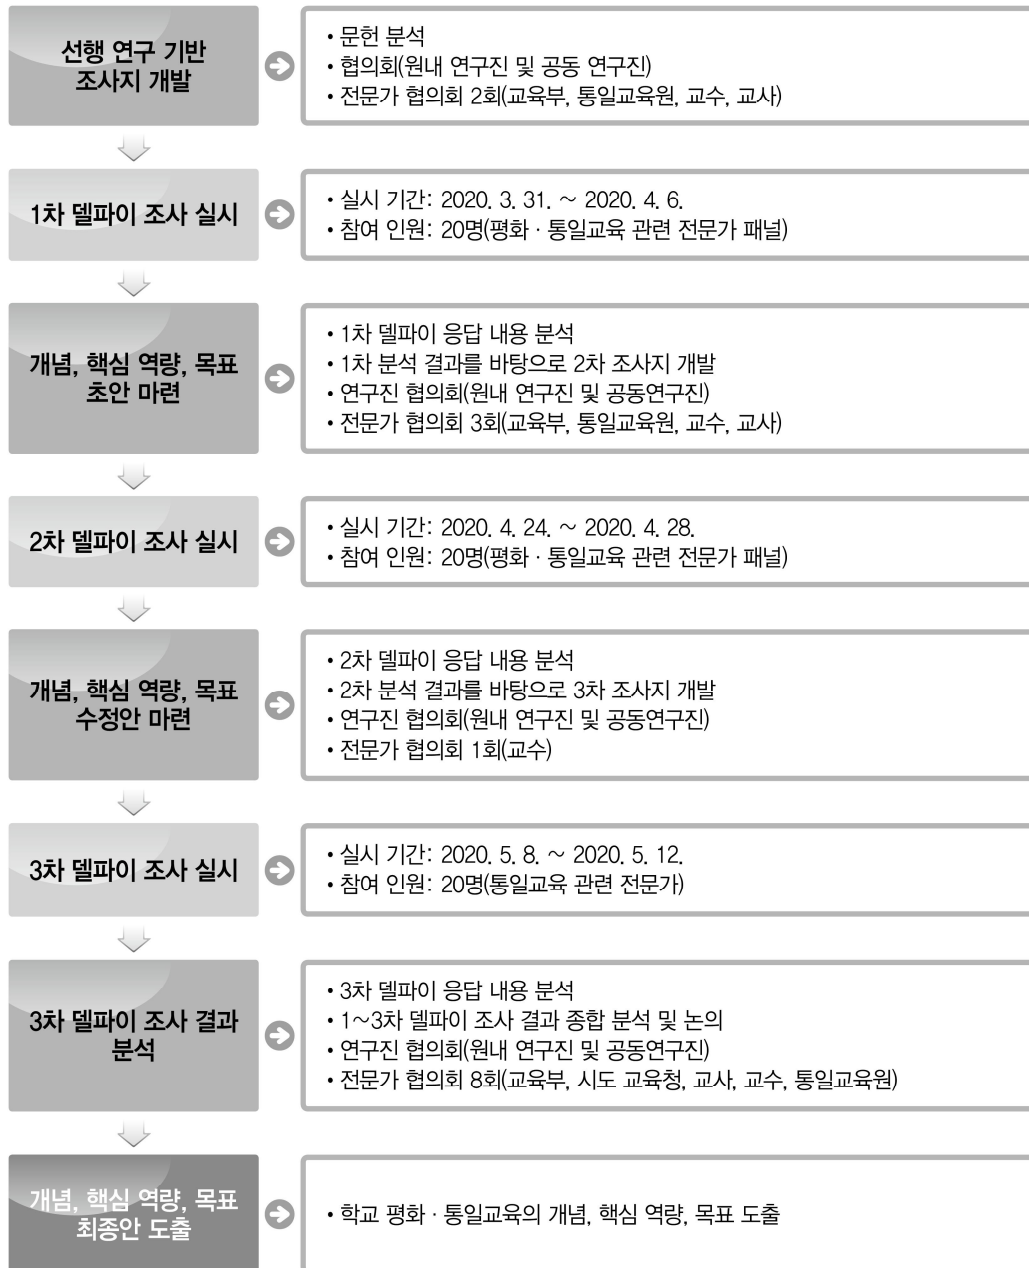 선행 연구 기반
조사지 개발
• 문헌 분석
• 협의회(원내 연구진 및 공동 연구진)
• 전문가 협의회 2회(교육부, 통일교육원, 교수, 교사)
1차 델파이 조사 실시
• 실시 기간: 2020. 3. 31. ~ 2020. 4. 6.
• 참여 인원: 20명(평화 · 통일교육 관련 전문가 패널)
개념, 핵심 역량, 목표
초안 마련
• 1차 델파이 응답 내용 분석
• 1차 분석 결과를 바탕으로 2차 조사지 개발
• 연구진 협의회(원내 연구진 및 공동연구진)
• 전문가 협의회 3회(교육부, 통일교육원, 교수, 교사)
2차 델파이 조사 실시
• 실시 기간: 2020. 4. 24. ~ 2020. 4. 28.
• 참여 인원: 20명(평화 · 통일교육 관련 전문가 패널)
개념, 핵심 역량, 목표
수정안 마련
• 2차 델파이 응답 내용 분석
• 2차 분석 결과를 바탕으로 3차 조사지 개발
• 연구진 협의회(원내 연구진 및 공동연구진)
• 전문가 협의회 1회(교수)
3차 델파이 조사 실시
• 실시 기간: 2020. 5. 8. ~ 2020. 5. 12.
• 참여 인원: 20명(통일교육 관련 전문가)
3차 델파이 조사 결과
분석
• 3차 델파이 응답 내용 분석
• 1~3차 델파이 조사 결과 종합 분석 및 논의
• 연구진 협의회(원내 연구진 및 공동연구진)
• 전문가 협의회 8회(교육부, 시도 교육청, 교사, 교수, 통일교육원)
개념, 핵심 역량, 목표
최종안 도출
• 학교 평화 · 통일교육의 개념, 핵심 역량, 목표 도출